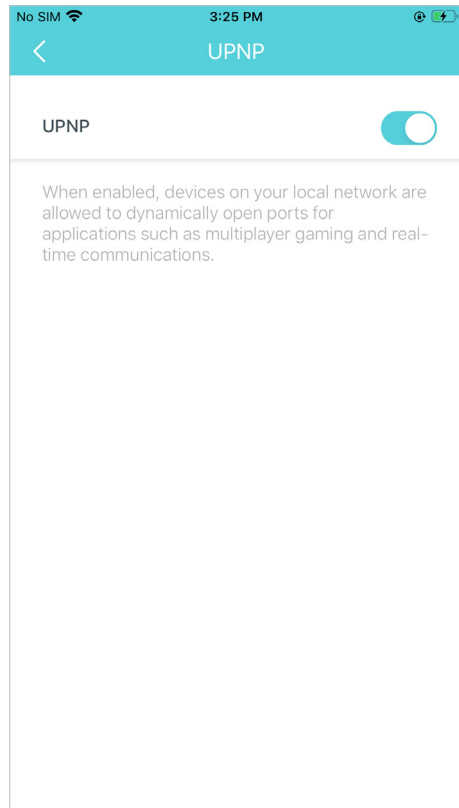 No SIM 3:25 PM
UPNP
UPNP
When enabled, devices on your local network are
allowed to dynamically open ports for
applications such as multiplayer gaming and real-
time communications.